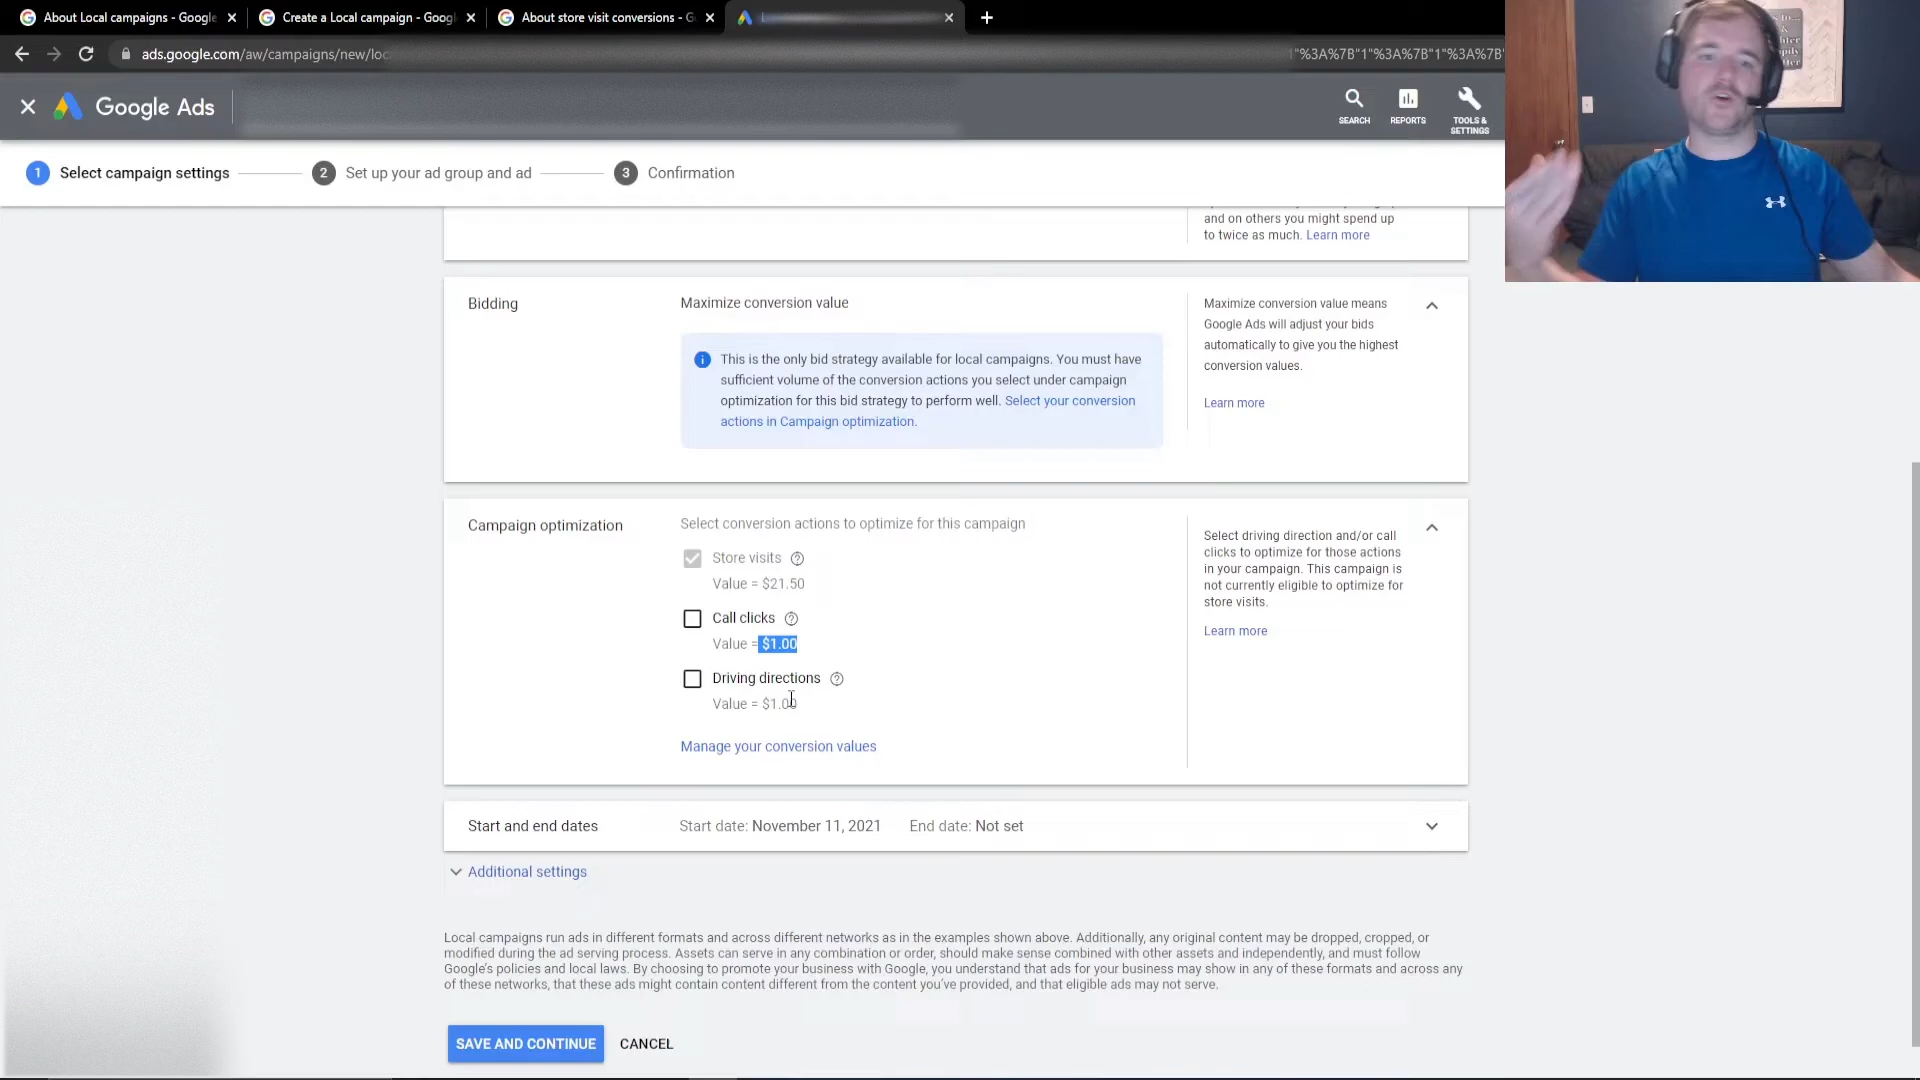 About Local campaigns - Google
Create a Local campaign - Googl
About store visit conversions - G
ads.google.com/aw/campaigns/new/loc
"%3A%7B"1"%3A%7B"1"%3A%7B"
Google Ads
SEARCH
REPORTS
TOOLS &
SETTINGS
1 Select campaign settings
2 Set up your ad group and ad
3 Confirmation
and on others you might spend up
to twice as much. Learn more
Bidding
Maximize conversion value
This is the only bid strategy available for local campaigns. You must have
sufficient volume of the conversion actions you select under campaign
optimization for this bid strategy to perform well. Select your conversion
actions in Campaign optimization.
Maximize conversion value means
Google Ads will adjust your bids
automatically to give you the highest
conversion values.
Learn more
Campaign optimization
Select conversion actions to optimize for this campaign
Store visits
Value = $21.50
Call clicks
Value = $1.00
Driving directions
Value = $1.00
Manage your conversion values
Select driving direction and/or call
clicks to optimize for those actions
in your campaign. This campaign is
not currently eligible to optimize for
store visits.
Learn more
Start and end dates
Start date: November 11, 2021
End date: Not set
Additional settings
Local campaigns run ads in different formats and across different networks as in the examples shown above. Additionally, any original content may be dropped, cropped, or
modified during the ad serving process. Assets can serve in any combination or order, should make sense combined with other assets and independently, and must follow
Google's policies and local laws. By choosing to promote your business with Google, you understand that ads for your business may show in any of these formats and across any
of these networks, that these ads might contain content different from the content you've provided, and that eligible ads may not serve.
SAVE AND CONTINUE
CANCEL